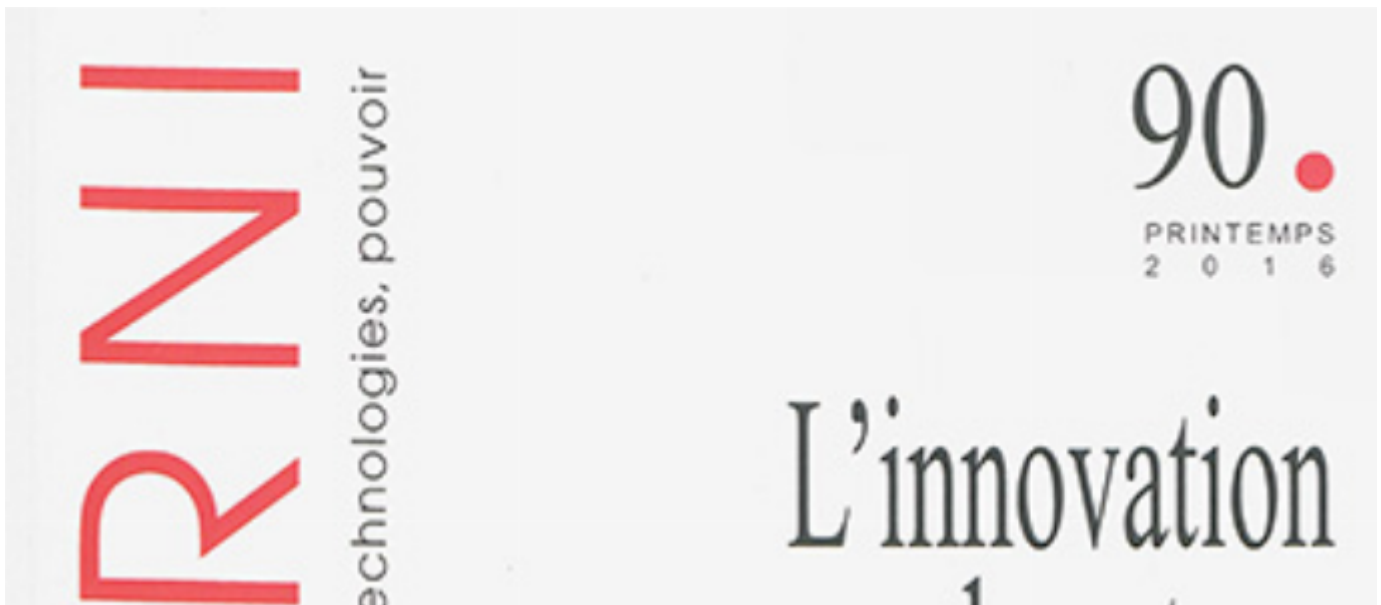 RNI
echnologies, pouvoir
90.
PRINTEMPS
2016
L'innovation